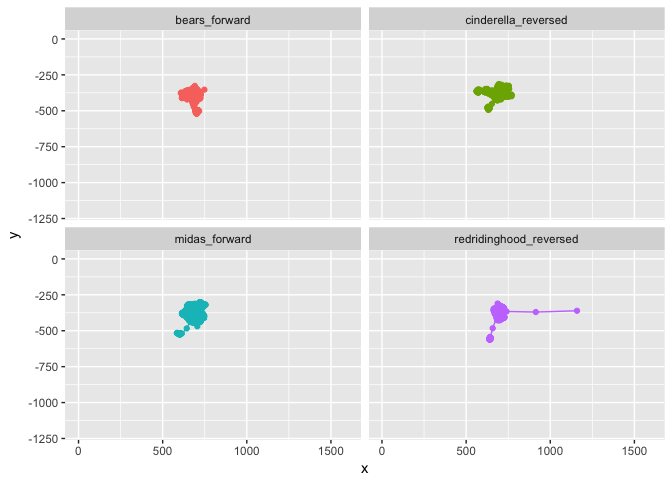 bears_forward
cinderella_reversed
0
-250
-500
-750
-1000
-1250
midas_forward
redridinghood_reversed
0
-250
-500
-750
-1000
-1250
y
0 500 1000 1500 0 500 1000 1500
x